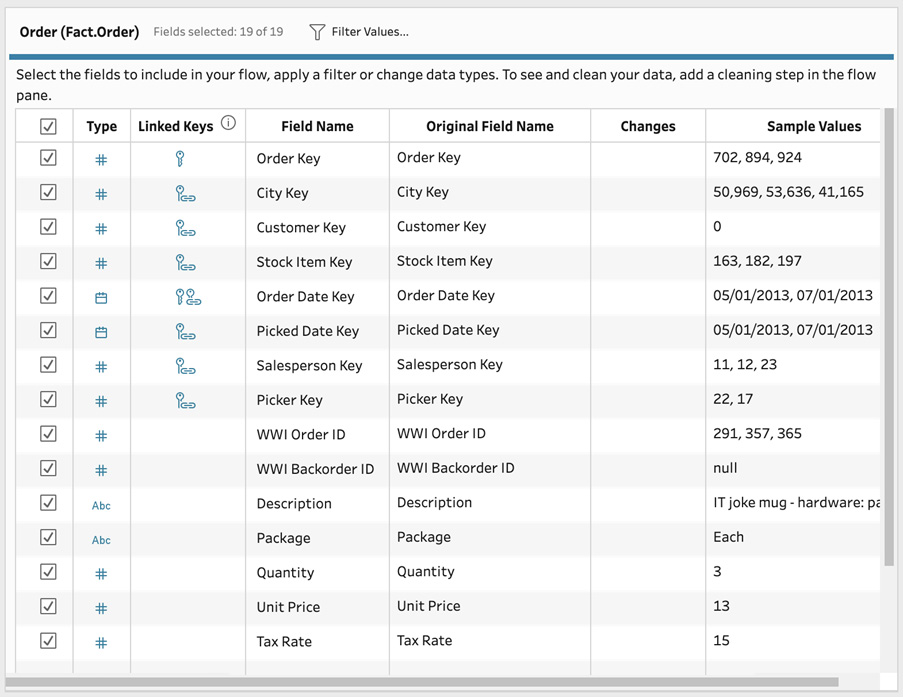 Order (Fact.Order) Fields selected: 19 of 19 Filter Values...
Select the fields to include in your flow, apply a filter or change data types. To see and clean your data, add a cleaning step in the flow
pane.
Type Linked Keys Field Name Original Field Name Changes Sample Values
# Order Key Order Key 702, 894, 924
# City Key City Key 50,969, 53,636, 41,165
# Customer Key Customer Key 0
# Stock Item Key Stock Item Key 163, 182, 197
Order Date Key Order Date Key 05/01/2013, 07/01/2013
Picked Date Key Picked Date Key 05/01/2013, 07/01/2013
# Salesperson Key Salesperson Key 11, 12, 23
# Picker Key Picker Key 22, 17
# WWI Order ID WWI Order ID 291, 357, 365
# WWI Backorder ID WWI Backorder ID null
Abc Description Description IT joke mug - hardware: pa
Abc Package Package Each
# Quantity Quantity 3
# Unit Price Unit Price 13
# Tax Rate Tax Rate 15